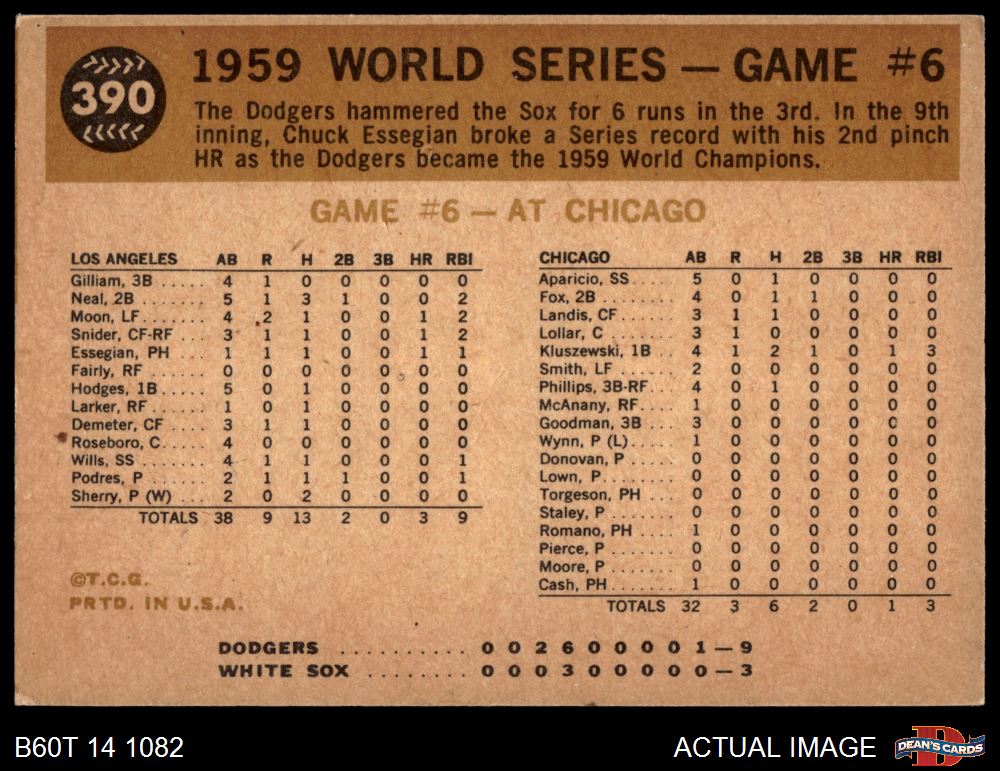 390
1959 WORLD SERIES — GAME #6
The Dodgers hammered the Sox for 6 runs in the 3rd. In the 9th
inning, Chuck Essegian broke a Series record with his 2nd pinch
HR as the Dodgers became the 1959 World Champions.
GAME #6 — AT CHICAGO
LOS ANGELES AB R H 2B 3B HR RBI
Gilliam, 3B ..... 4 1 0 0 0 0 0
Neal, 2B ....... 5 1 3 1 0 0 2
Moon, LF....... 4 2 1 0 0 1 2
Snider, CF-RF ... 3 1 1 0 0 1 2
Essegian, PH .... 1 1 1 0 0 1 1
Fairly, RF ...... 0 0 0 0 0 0 0
Hodges, 1B ..... 5 0 1 0 0 0 0
Larker, RF ...... 1 0 1 0 0 0 0
Demeter, CF .... 3 1 1 0 0 0 0
Roseboro, C..... 4 0 0 0 0 0 0
Wills, SS ....... 4 1 1 0 0 0 1
Podres, P ...... 2 1 1 1 0 0 1
Sherry, P (W) ... 2 0 2 0 0 0 0
TOTALS 38 9 13 2 0 3 9
©T.C.G.
PRTD. IN U.S.A.
CHICAGO AB R H 2B 3B HR RBI
Aparicio, SS..... 5 0 1 0 0 0 0
Fox, 2B ........ 4 0 1 1 0 0 0
Landis, CF...... 3 1 1 0 0 0 0
Lollar, C ....... 3 1 0 0 0 0 0
Kluszewski, 1B .. 4 1 2 1 0 1 3
Smith, LF ...... 2 0 0 0 0 0 0
Phillips, 3B-RF... 4 0 1 0 0 0 0
McAnany, RF.... 1 0 0 0 0 0 0
Goodman, 3B ... 3 0 0 0 0 0 0
Wynn, P (L)..... 1 0 0 0 0 0 0
Donovan, P ..... 0 0 0 0 0 0 0
Lown, P........ 0 0 0 0 0 0 0
Torgeson, PH ... 0 0 0 0 0 0 0
Staley, P ....... 0 0 0 0 0 0 0
Romano, PH .... 1 0 0 0 0 0 0
Pierce, P ....... 0 0 0 0 0 0 0
Moore, P ....... 0 0 0 0 0 0 0
Cash, PH....... 1 0 0 0 0 0 0
TOTALS 32 3 6 2 0 1 3
DODGERS .......... 0 0 2 6 0 0 0 0 1 — 9
WHITE SOX ........ 0 0 0 3 0 0 0 0 0 — 3
B60T 14 1082
ACTUAL IMAGE
D
DEAN'S CARDS